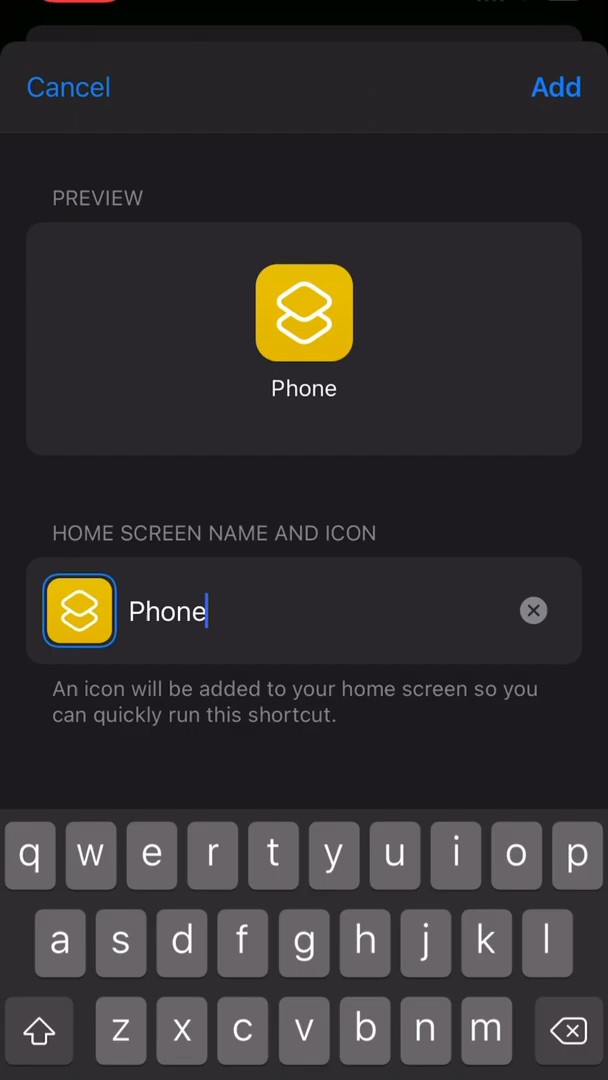 Cancel
Add
PREVIEW
Phone
HOME SCREEN NAME AND ICON
Phone
An icon will be added to your home screen so you
can quickly run this shortcut.
q w e r t y u i o p
a s d f g h j k l
z x c v b n m